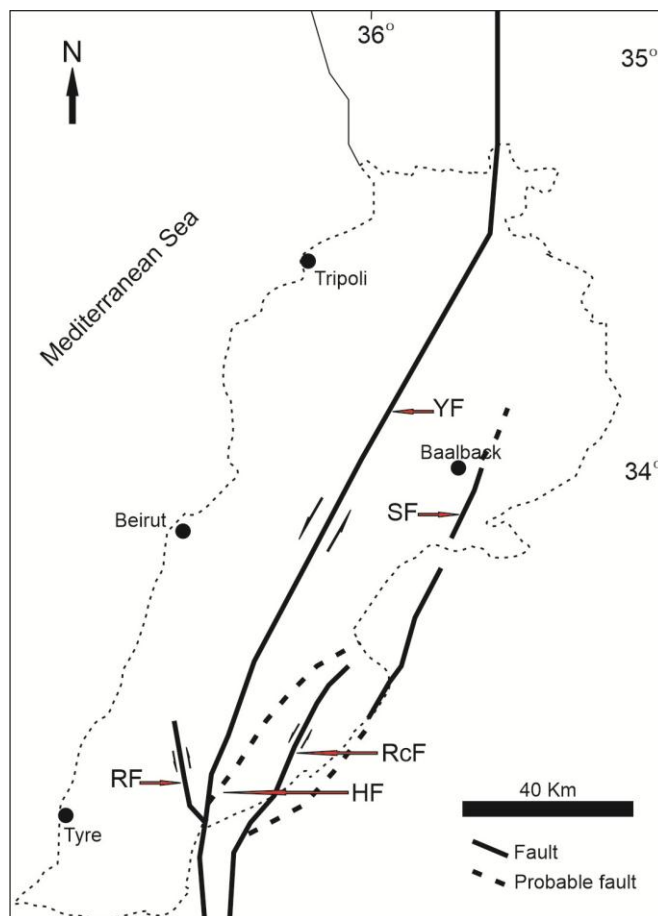 36°
35°
N
Mediterranean Sea
Tripoli
YF
Baalback
34°
SF
Beirut
RcF
RF
HF
40 Km
Tyre
Fault
Probable fault